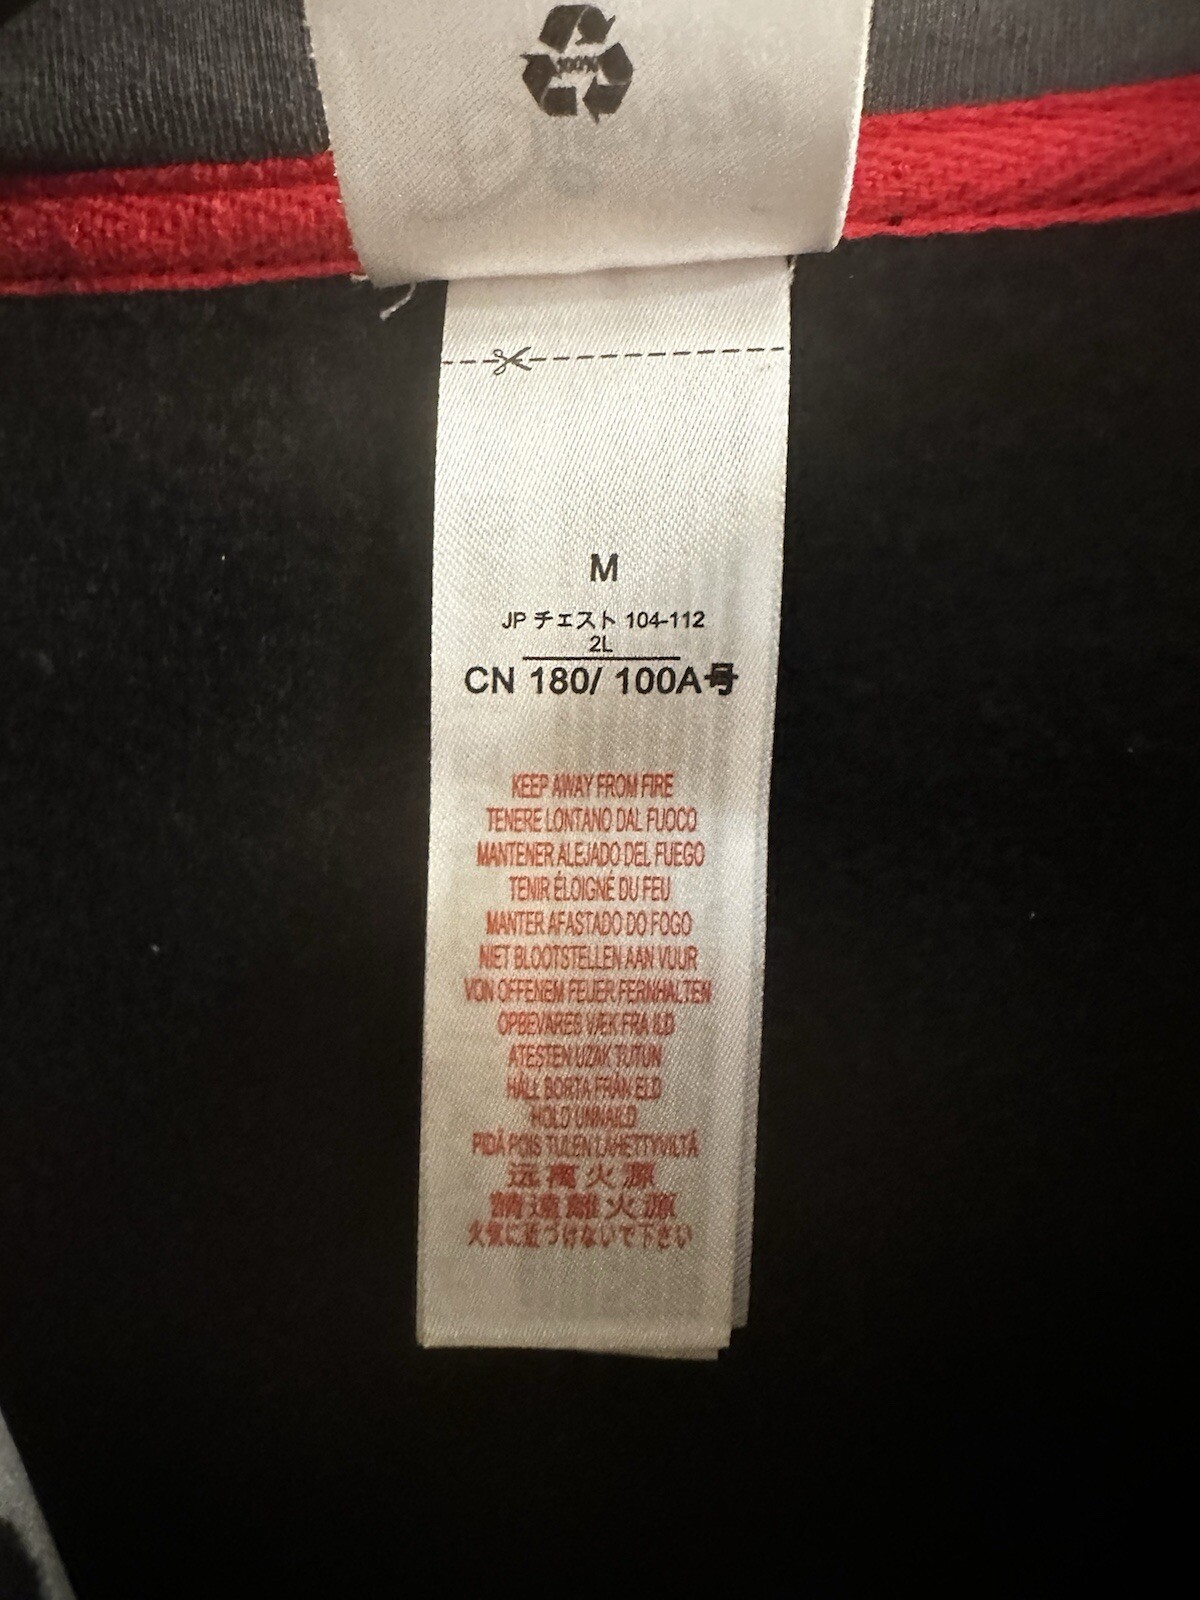 100%
M
JP チェスト 104-112
2L
CN 180/ 100A号
KEEP AWAY FROM FIRE
TENERE LONTANO DAL FUOCO
MANTENER ALEJADO DEL FUEGO
TENIR ÉLOIGNÉ DU FEU
MANTER AFASTADO DO FOGO
NIET BLOOTSTELLEN AAN VUUR
VON OFFENEM FEUER FERNHALTEN
OPBEVARES VÆK FRA ILD
ATEŞTEN UZAK TUTUN
HÅLL BORTA FRÅN ELD
HOLD UNNA ILD
PIDÄ POIS TULEN LÄHETTYVILTÄ
远离火源
請遠離火源
火気に近づけないで下さい